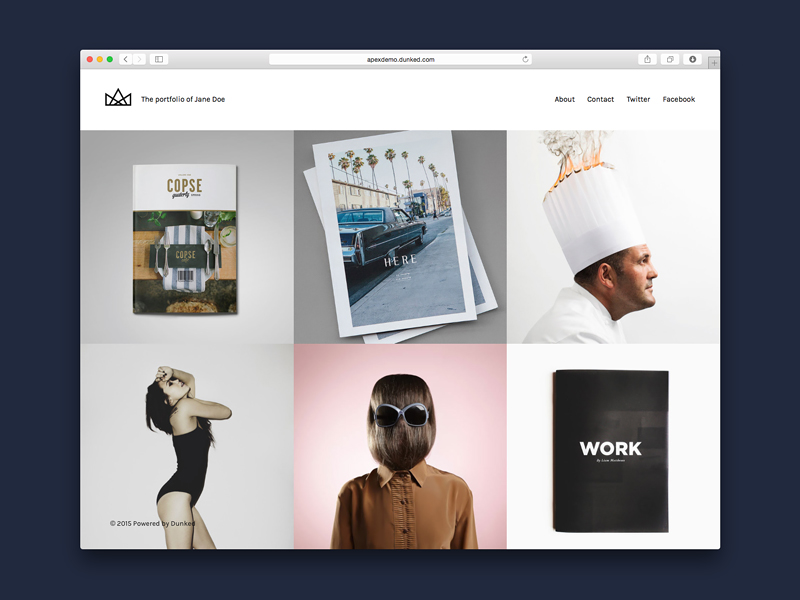 apexdemo.dunked.com
The portfolio of Jane Doe
About Contact Twitter Facebook
COPSE
quarterly
COPSE
HERE
WORK
© 2015 Powered by Dunked